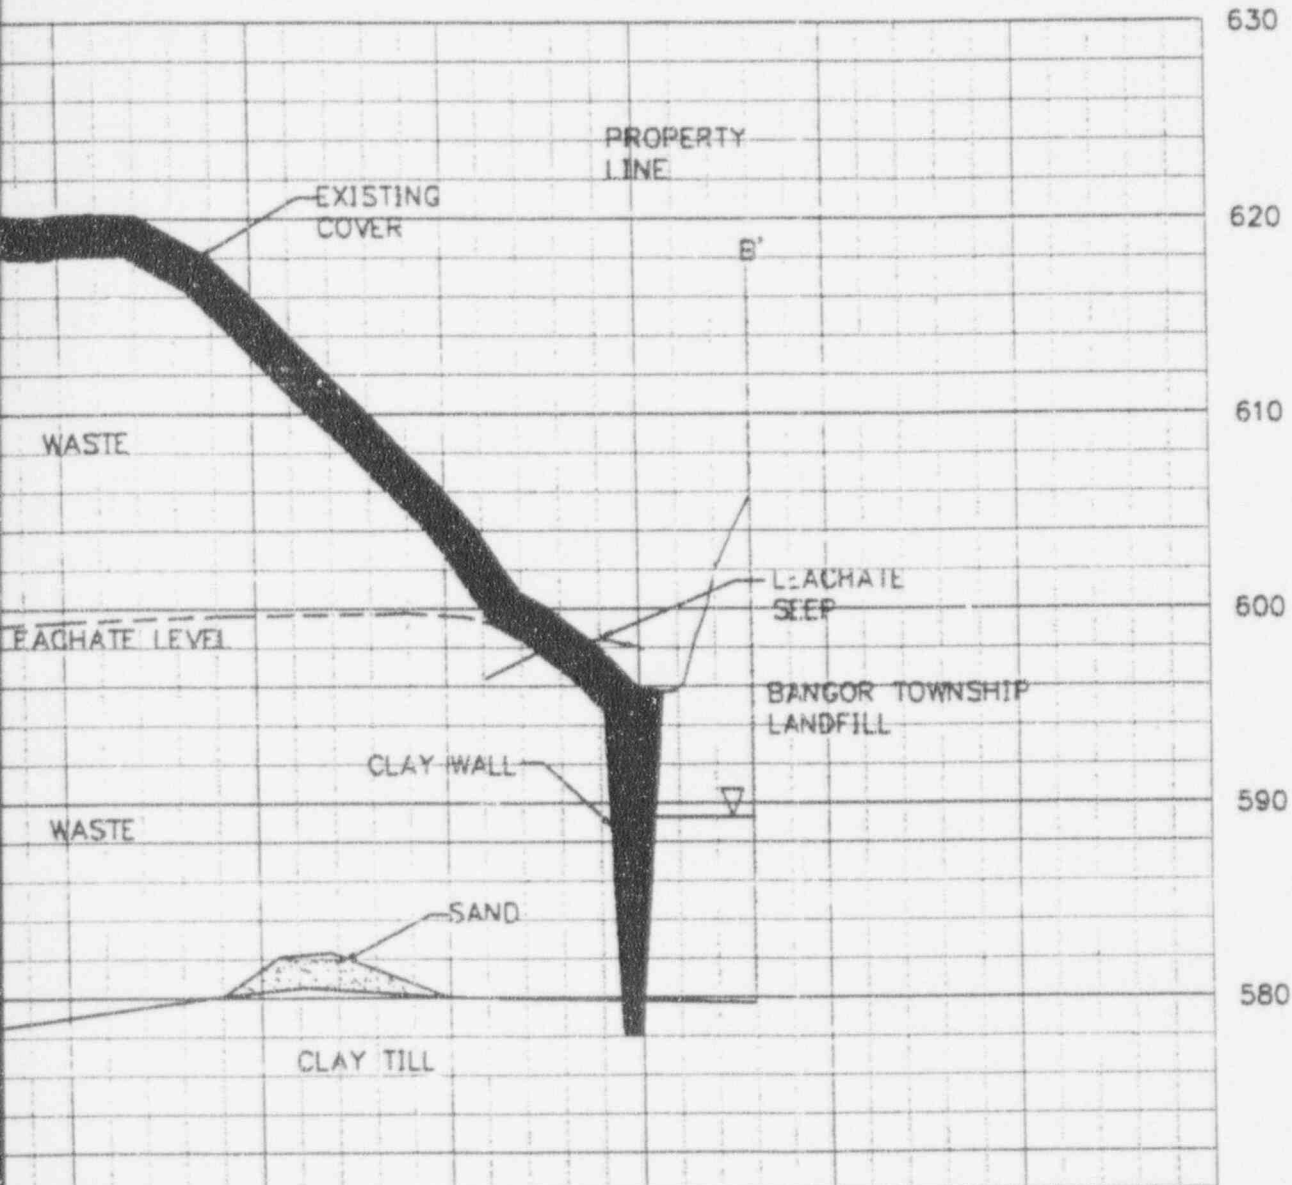 630
PROPERTY
LINE
EXISTING
COVER
620
B'
610
WASTE
LEACHATE
SEEP
600
LEACHATE LEVEL
BANGOR TOWNSHIP
LANDFILL
CLAY WALL
590
WASTE
SAND
580
CLAY TILL